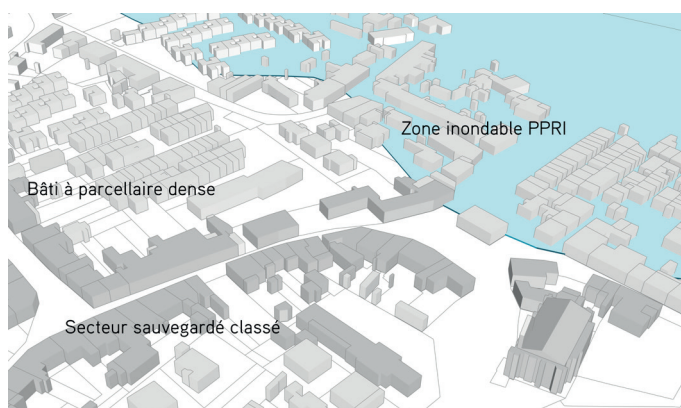 Zone inondable PPRI
Bâti à parcellaire dense
Secteur sauvegardé classé